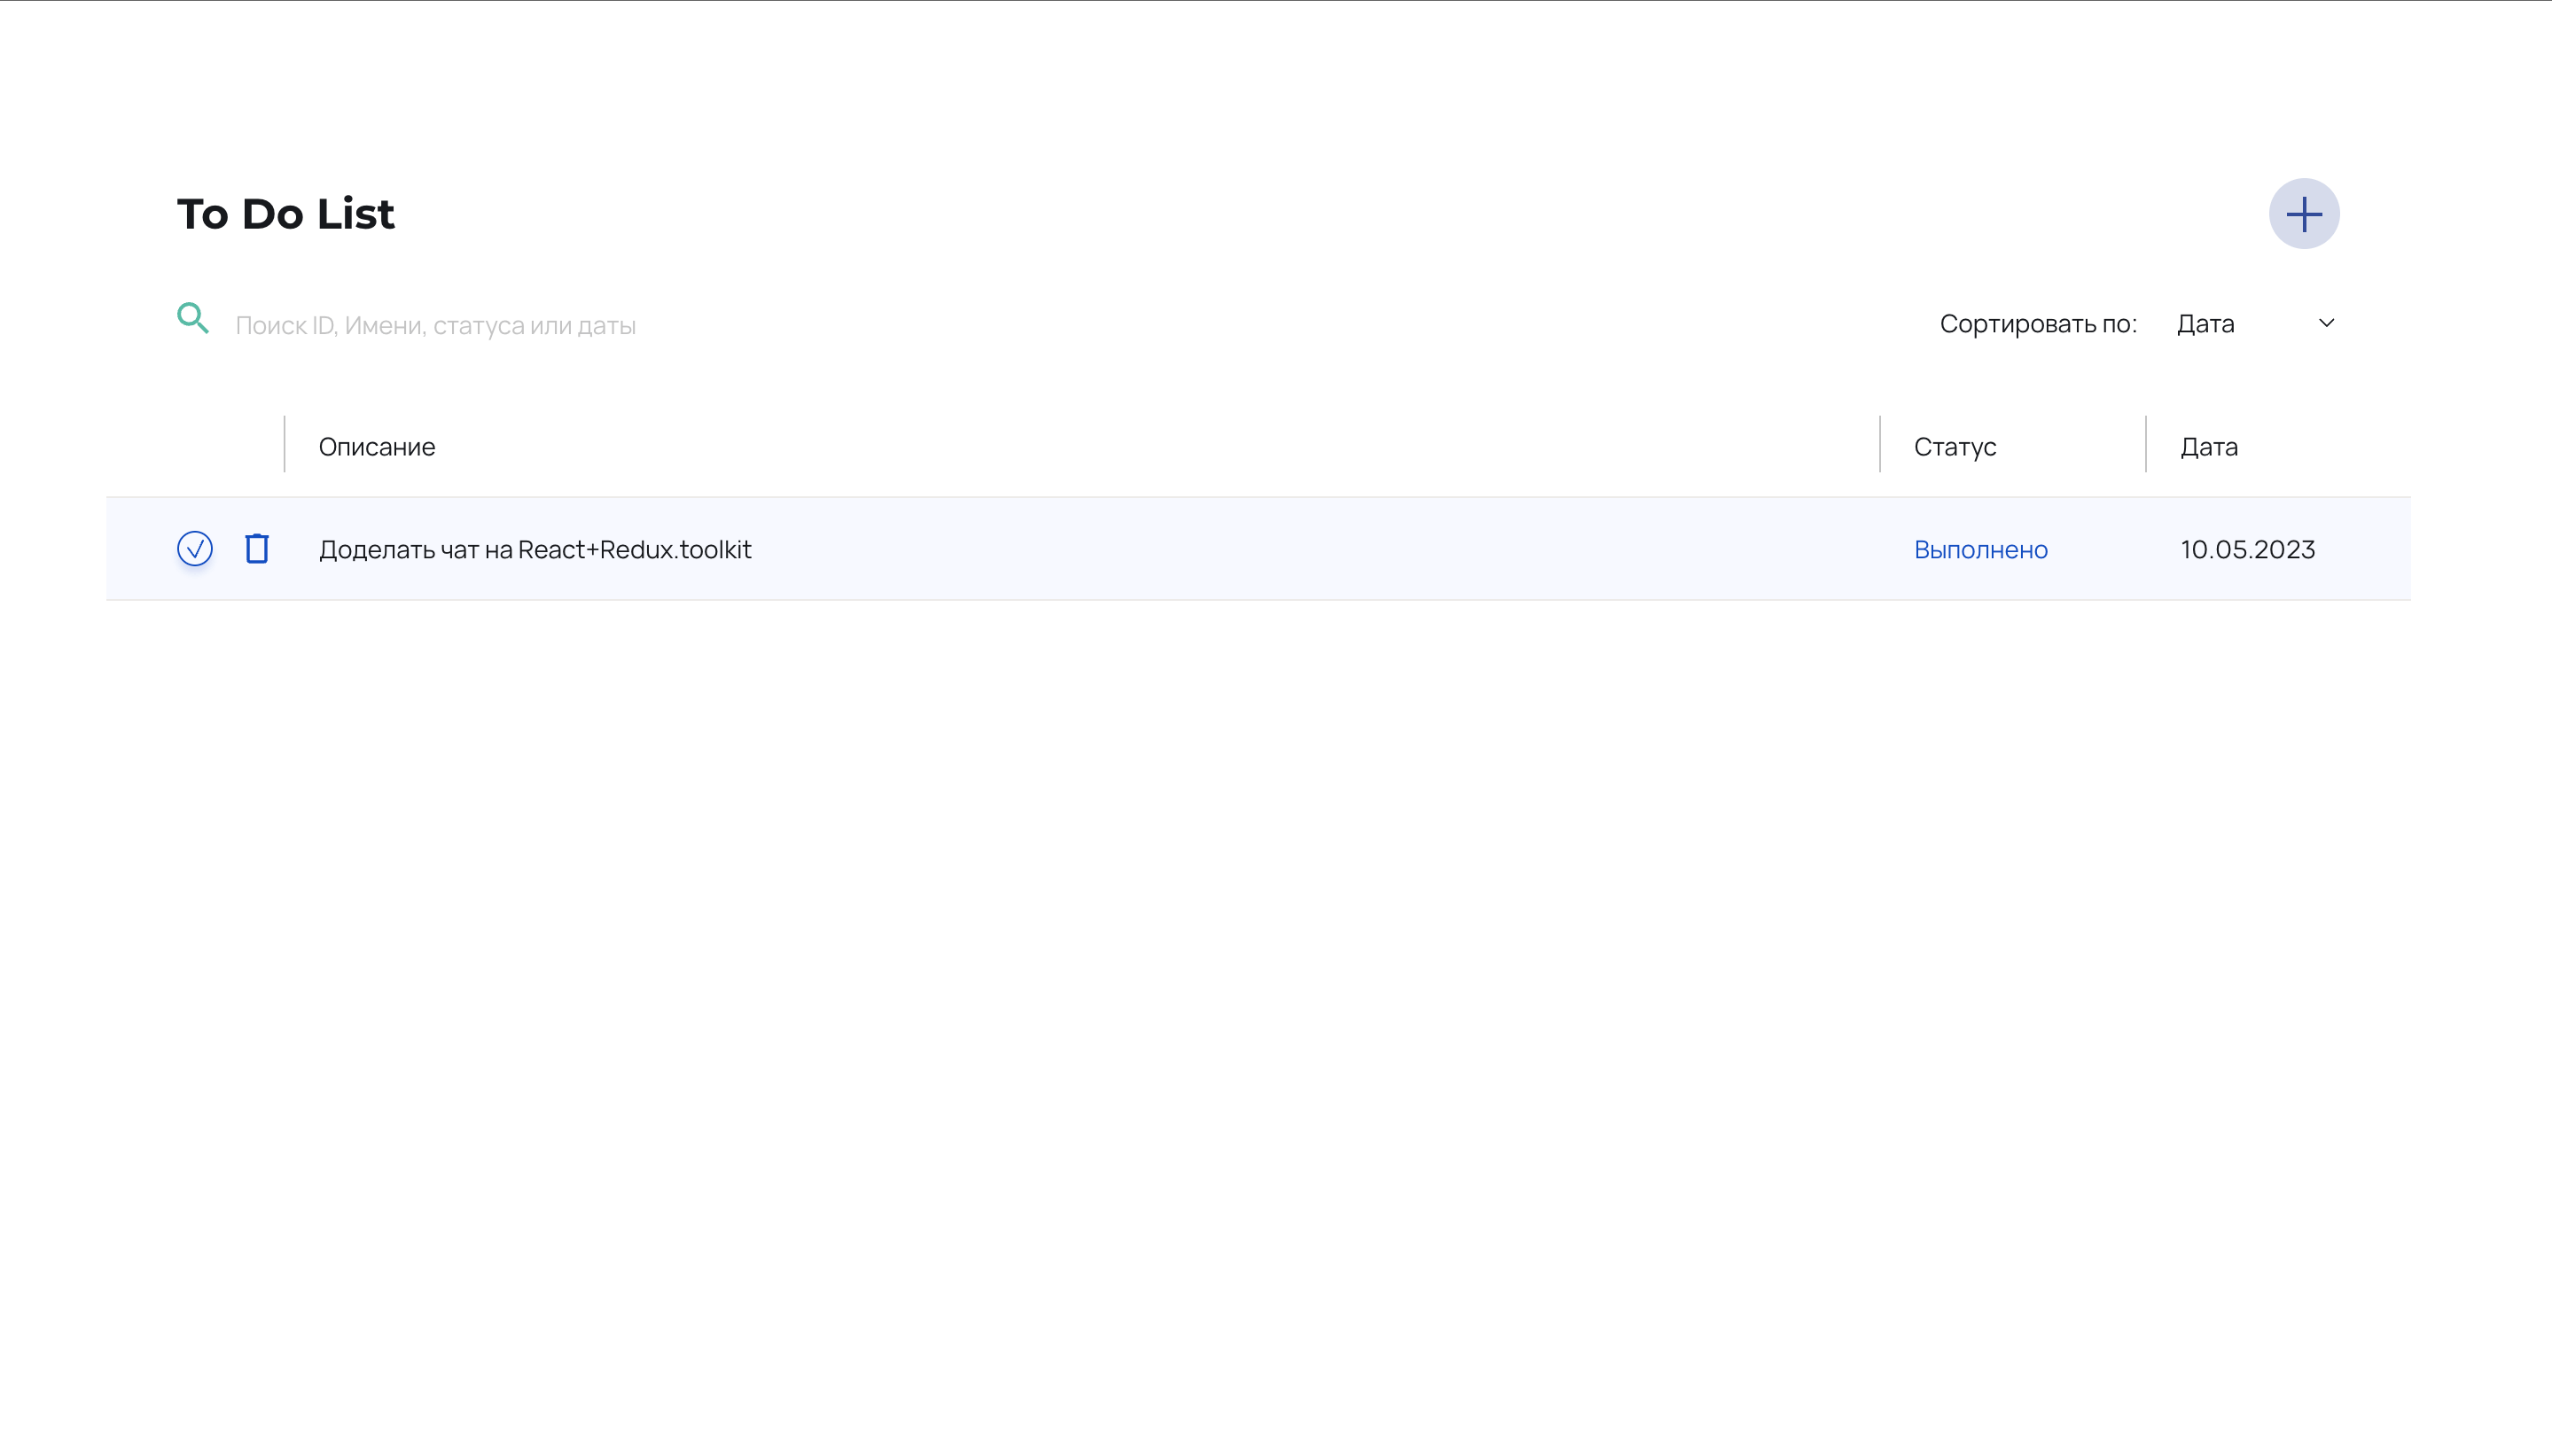 To Do List
Поиск ID, Имени, статуса или даты
Сортировать по: Дата
Описание Статус Дата
Доделать чат на React+Redux.toolkit Выполнено 10.05.2023